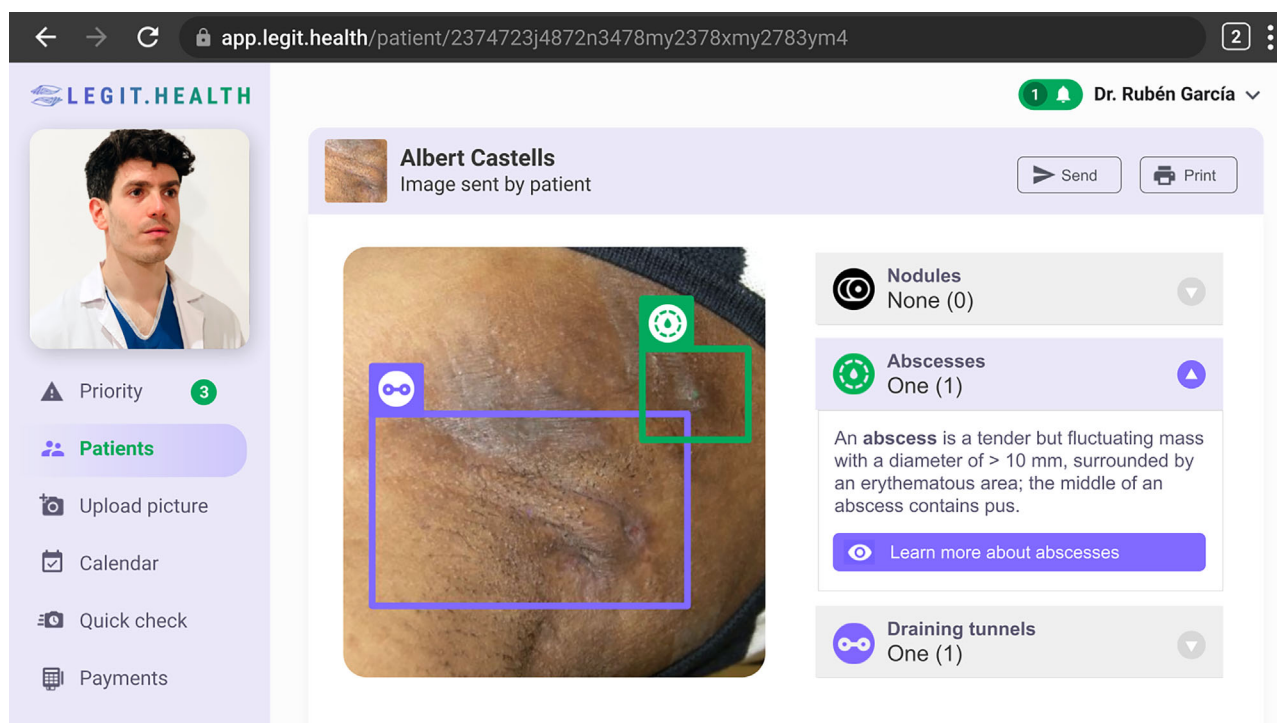 app.legit.health/patient/2374723j4872n3478my2378xmy2783ym4
2
LEGIT.HEALTH
1
Dr. Rubén García
Albert Castells
Image sent by patient
Send
Print
Priority
3
Patients
Upload picture
Calendar
Quick check
Payments
Nodules
None (0)
Abscesses
One (1)
An abscess is a tender but fluctuating mass
with a diameter of > 10 mm, surrounded by
an erythematous area; the middle of an
abscess contains pus.
Learn more about abscesses
Draining tunnels
One (1)